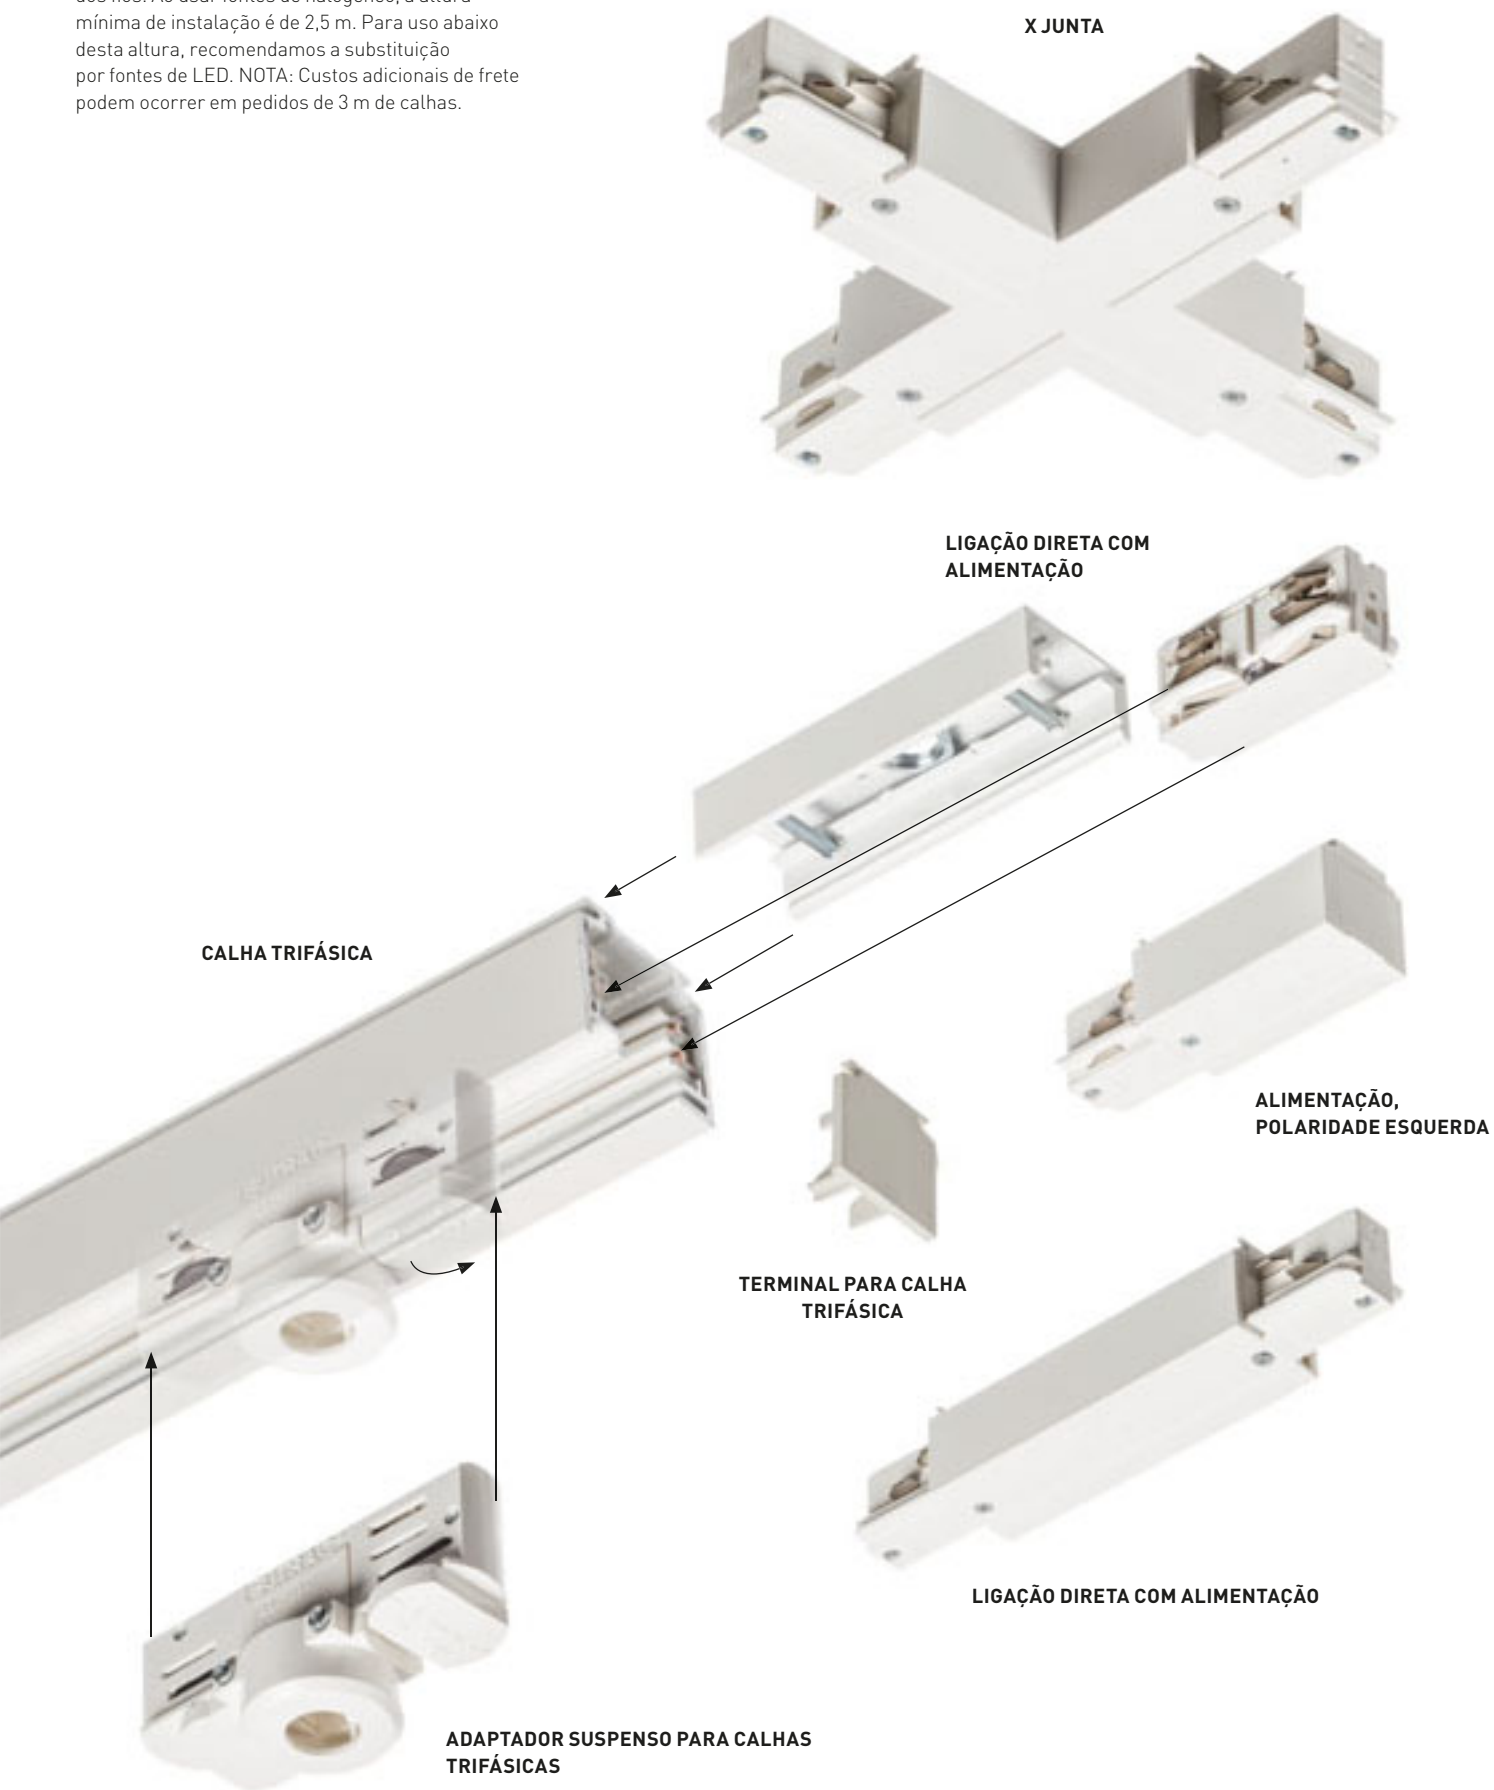 mínima de instalação é de 2,5 m. Para uso abaixo
desta altura, recomendamos a substituição
por fontes de LED. NOTA: Custos adicionais de frete
podem ocorrer em pedidos de 3 m de calhas.
X JUNTA
LIGAÇÃO DIRETA COM
ALIMENTAÇÃO
CALHA TRIFÁSICA
ALIMENTAÇÃO,
POLARIDADE ESQUERDA
TERMINAL PARA CALHA
TRIFÁSICA
LIGAÇÃO DIRETA COM ALIMENTAÇÃO
ADAPTADOR SUSPENSO PARA CALHAS
TRIFÁSICAS